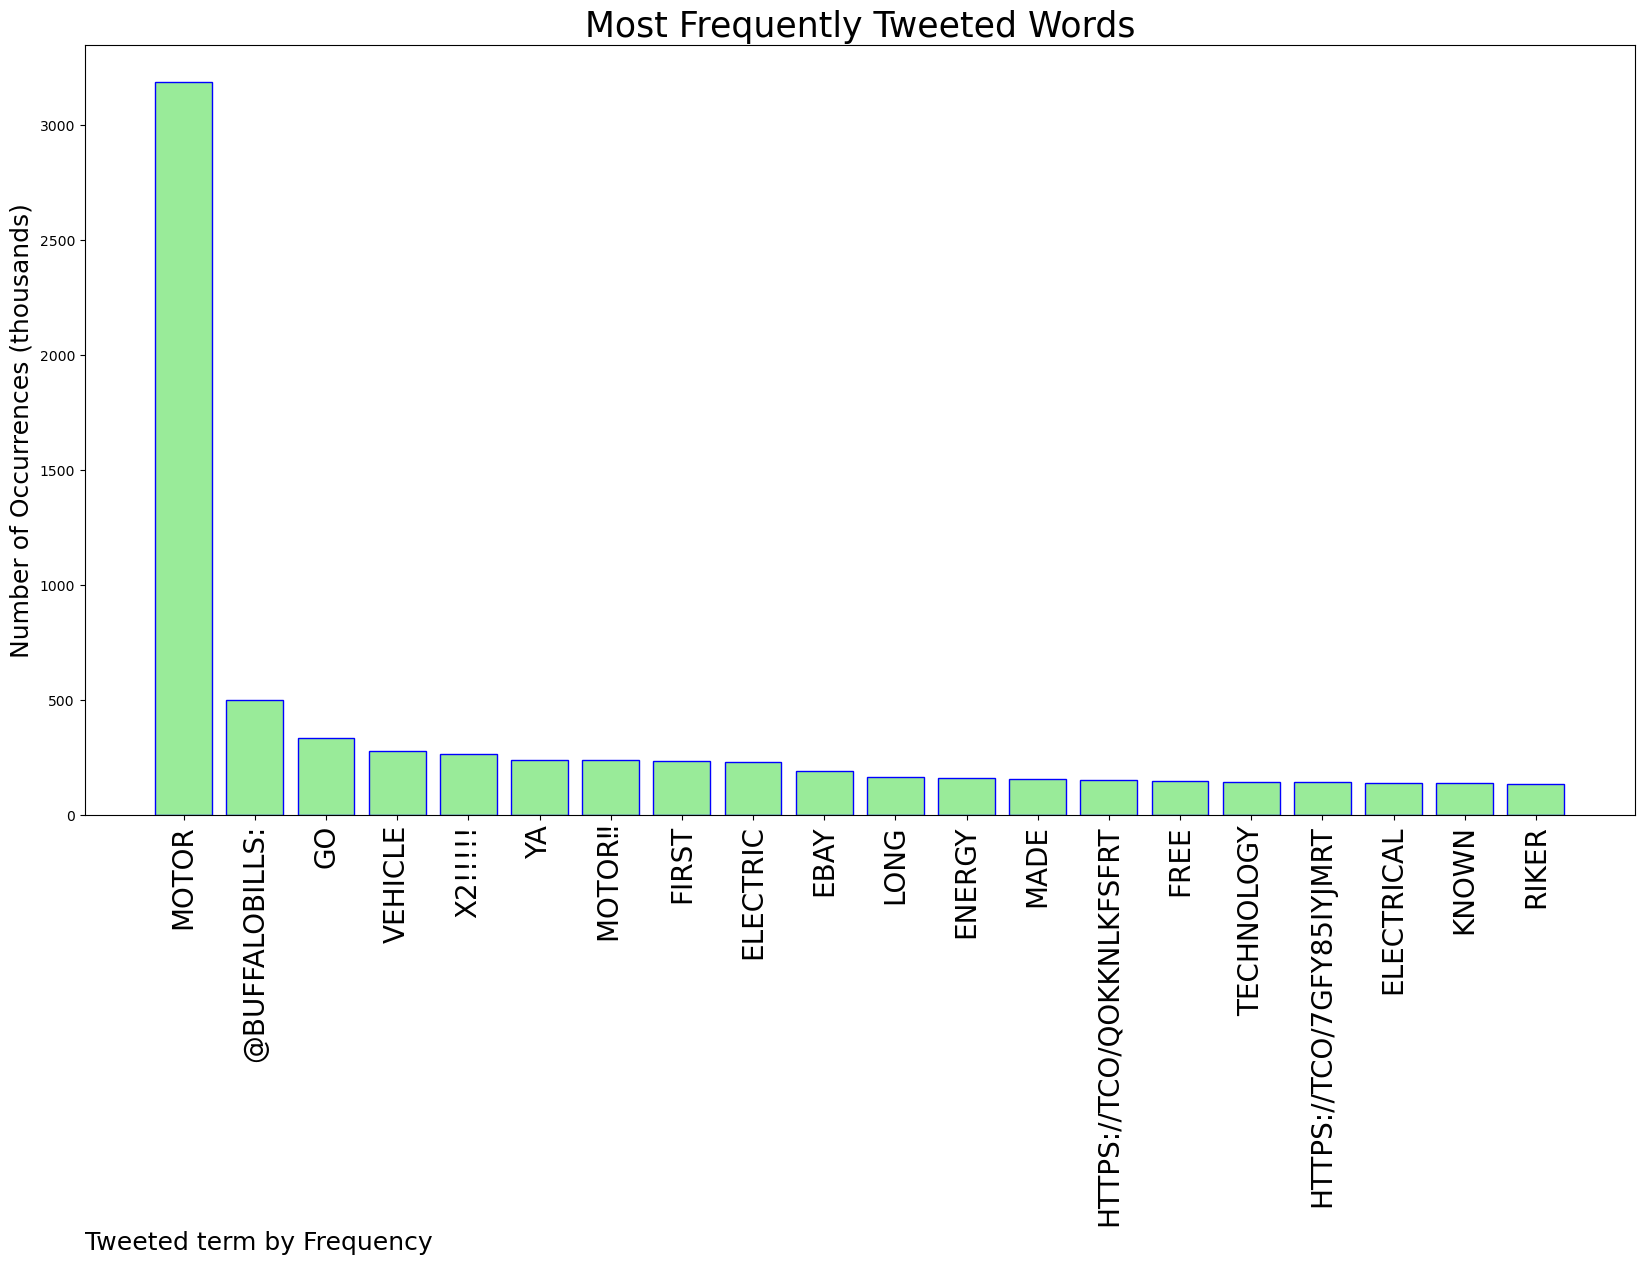 Most Frequently Tweeted Words
Number of Occurrences (thousands)
3000
2500
2000
1500
1000
500
0
MOTOR
@BUFFALOBILLS:
GO
VEHICLE
X2!!!!!
YA
MOTOR‼
FIRST
ELECTRIC
EBAY
LONG
ENERGY
MADE
HTTPS://TCO/QOKKNLKFSFRT
FREE
TECHNOLOGY
HTTPS://TCO/7GFY85IYJMRT
ELECTRICAL
KNOWN
RIKER
Tweeted term by Frequency